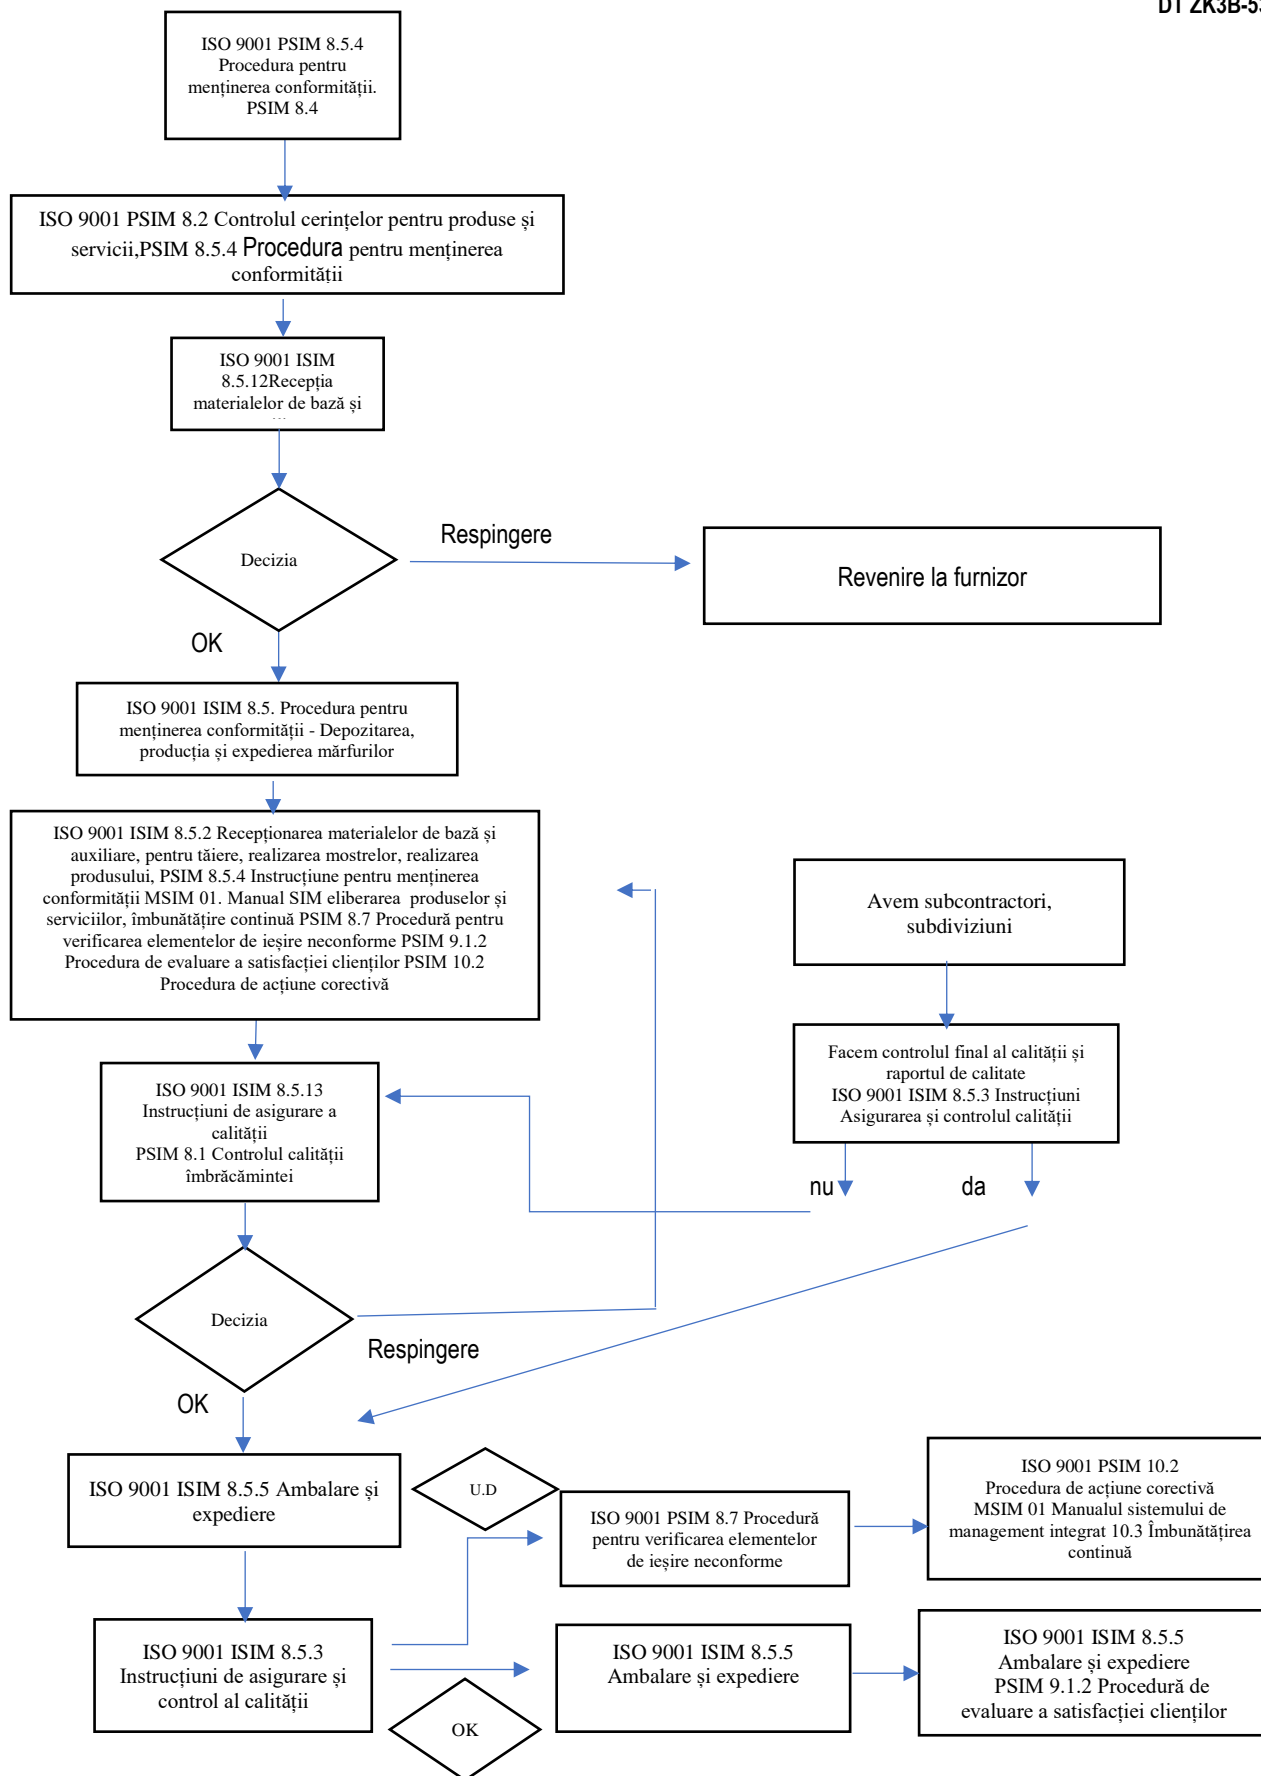 DT ZK3B-53
ISO 9001 PSIM 8.5.4
Procedura pentru
menținerea conformității.
PSIM 8.4
ISO 9001 PSIM 8.2 Controlul cerințelor pentru produse și
servicii,PSIM 8.5.4 Procedura pentru menținerea
conformității
ISO 9001 ISIM
8.5.12Recepția
materialelor de bază și
Decizia
Respingere
Revenire la furnizor
OK
ISO 9001 ISIM 8.5. Procedura pentru
menținerea conformității - Depozitarea,
producția și expedierea mărfurilor
ISO 9001 ISIM 8.5.2 Recepționarea materialelor de bază și
auxiliare, pentru tăiere, realizarea mostrelor, realizarea
produsului, PSIM 8.5.4 Instrucțiune pentru menținerea
conformității MSIM 01. Manual SIM eliberarea produselor și
serviciilor, îmbunătățire continuă PSIM 8.7 Procedură pentru
verificarea elementelor de ieșire neconforme PSIM 9.1.2
Procedura de evaluare a satisfacției clienților PSIM 10.2
Procedura de acțiune corectivă
Avem subcontractori,
subdiviziuni
Facem controlul final al calității și
raportul de calitate
ISO 9001 ISIM 8.5.3 Instrucțiuni
Asigurarea și controlul calității
nu
da
ISO 9001 ISIM 8.5.13
Instrucțiuni de asigurare a
calității
PSIM 8.1 Controlul calității
îmbrăcămintei
Decizia
Respingere
OK
ISO 9001 ISIM 8.5.5 Ambalare și
expediere
U.D
ISO 9001 PSIM 8.7 Procedură
pentru verificarea elementelor
de ieșire neconforme
ISO 9001 PSIM 10.2
Procedura de acțiune corectivă
MSIM 01 Manualul sistemului de
management integrat 10.3 Îmbunătățirea
continuă
ISO 9001 ISIM 8.5.3
Instrucțiuni de asigurare și
control al calității
OK
ISO 9001 ISIM 8.5.5
Ambalare și expediere
ISO 9001 ISIM 8.5.5
Ambalare și expediere
PSIM 9.1.2 Procedură de
evaluare a satisfacției clienților